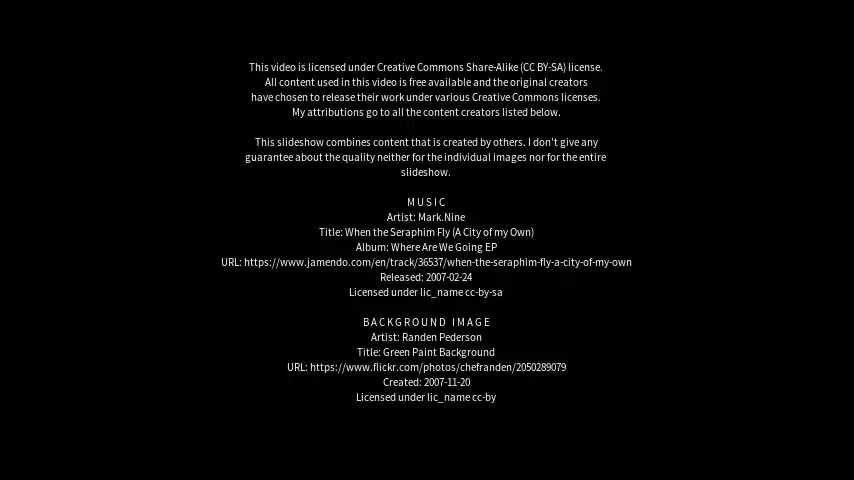 This video is licensed under Creative Commons Share-Alike (CC BY-SA) license.
All content used in this video is free available and the original creators
have chosen to release their work under various Creative Commons licenses.
My attributions go to all the content creators listed below.
This slideshow combines content that is created by others. I don't give any
guarantee about the quality neither for the individual images nor for the entire
slideshow.
MUSIC
Artist: Mark.Nine
Title: When the Seraphim Fly (A City of my Own)
Album: Where Are We Going EP
URL: https://www.jamendo.com/en/track/36537/when-the-seraphim-fly-a-city-of-my-own
Released: 2007-02-24
Licensed under lic_name cc-by-sa
BACKGROUND IMAGE
Artist: Randen Pederson
Title: Green Paint Background
URL: https://www.flickr.com/photos/chefranden/2050289079
Created: 2007-11-20
Licensed under lic_name cc-by